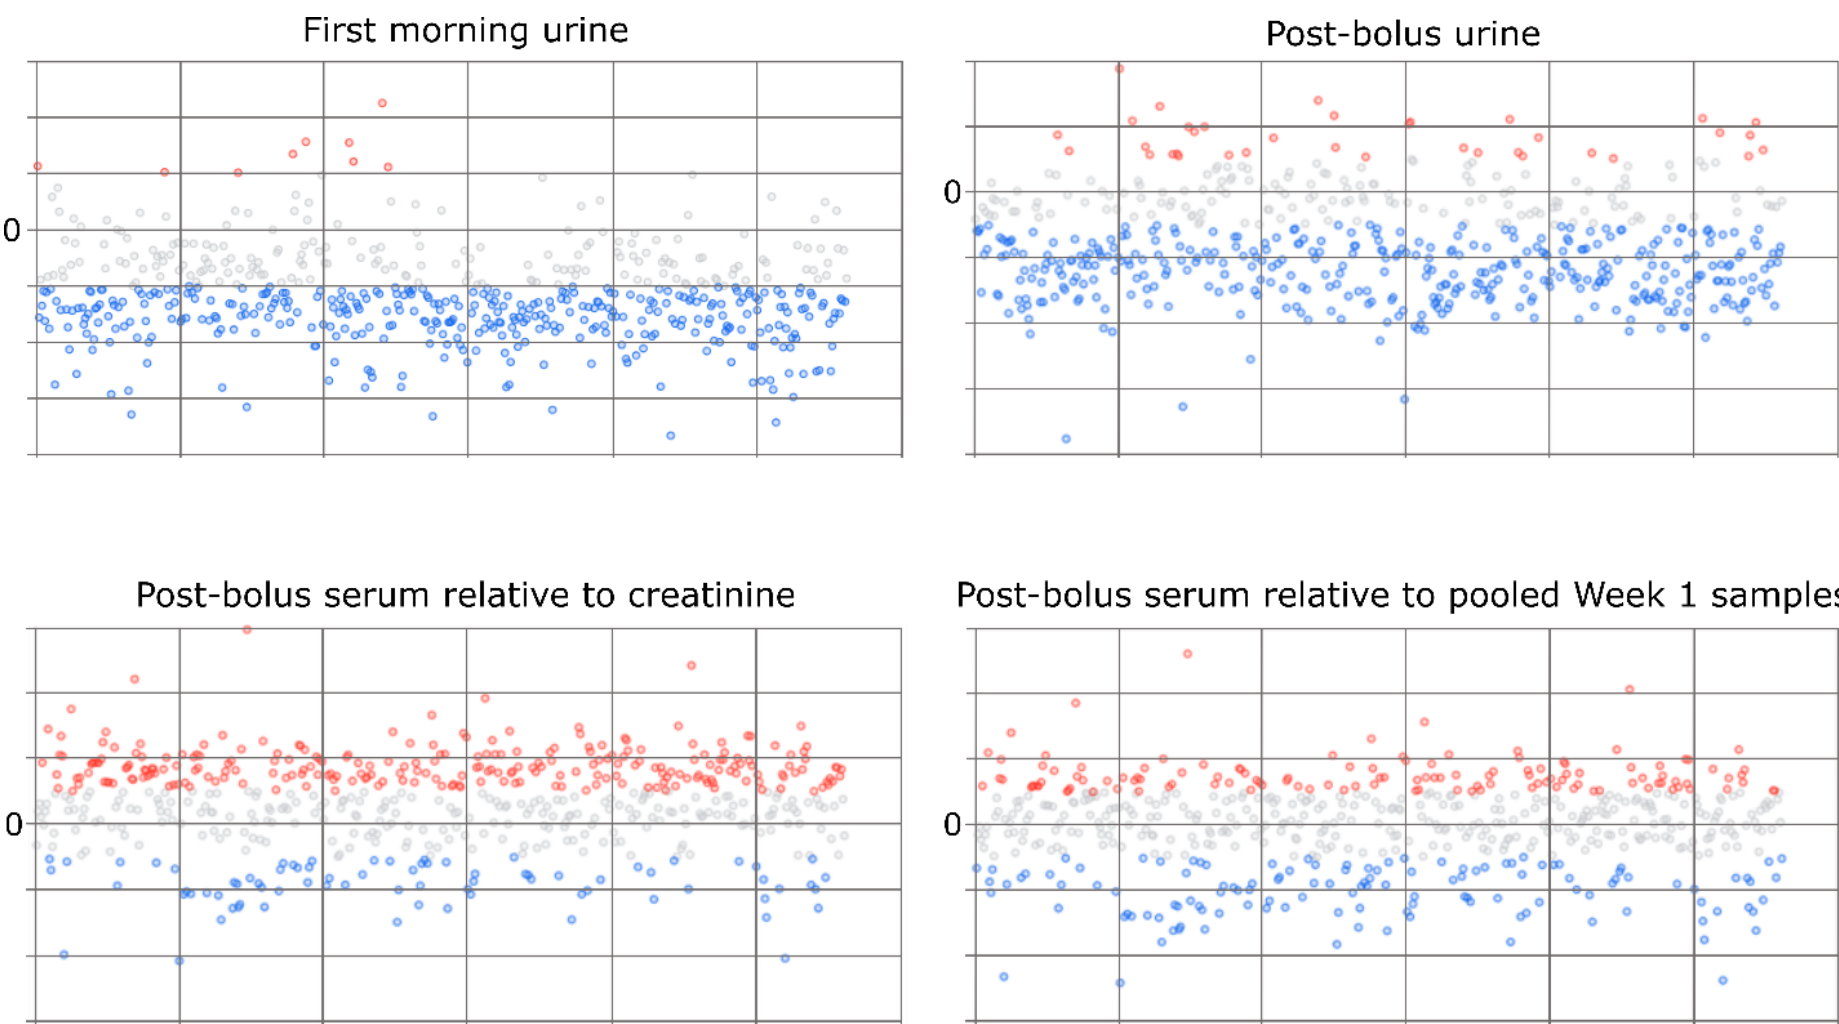 First morning urine
Post-bolus urine
0
0
Post-bolus serum relative to creatinine
Post-bolus serum relative to pooled Week 1 samples
0
0